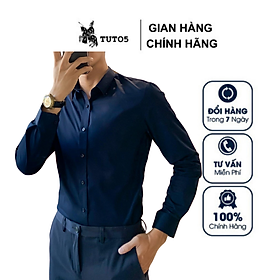 TUTO5
GIAN HÀNG
CHÍNH HÃNG
ĐỔI HÀNG
Trong 7 Ngày
TƯ VẤN
Miễn Phí
100%
Chính Hãng